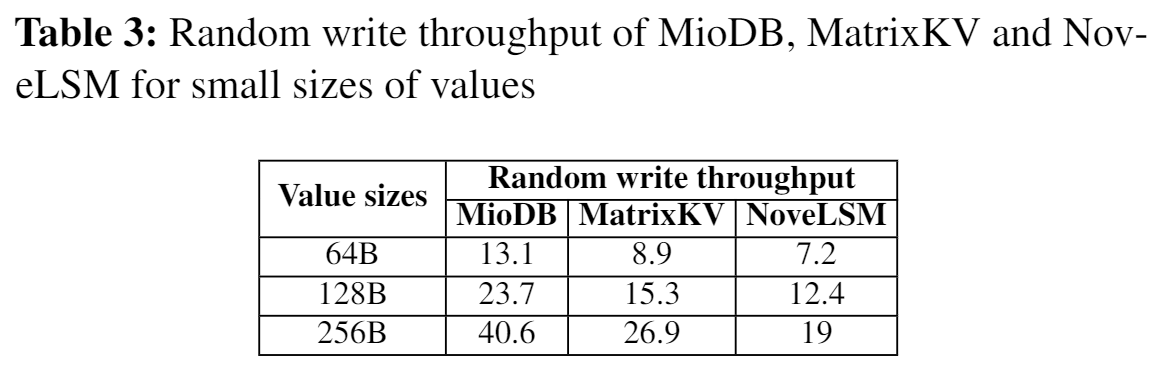 Table 3: Random write throughput of MioDB, MatrixKV and Nov-
eLSM for small sizes of values
Value sizes Random write throughput
MioDB MatrixKV NoveLSM
64B 13.1 8.9 7.2
128B 23.7 15.3 12.4
256B 40.6 26.9 19